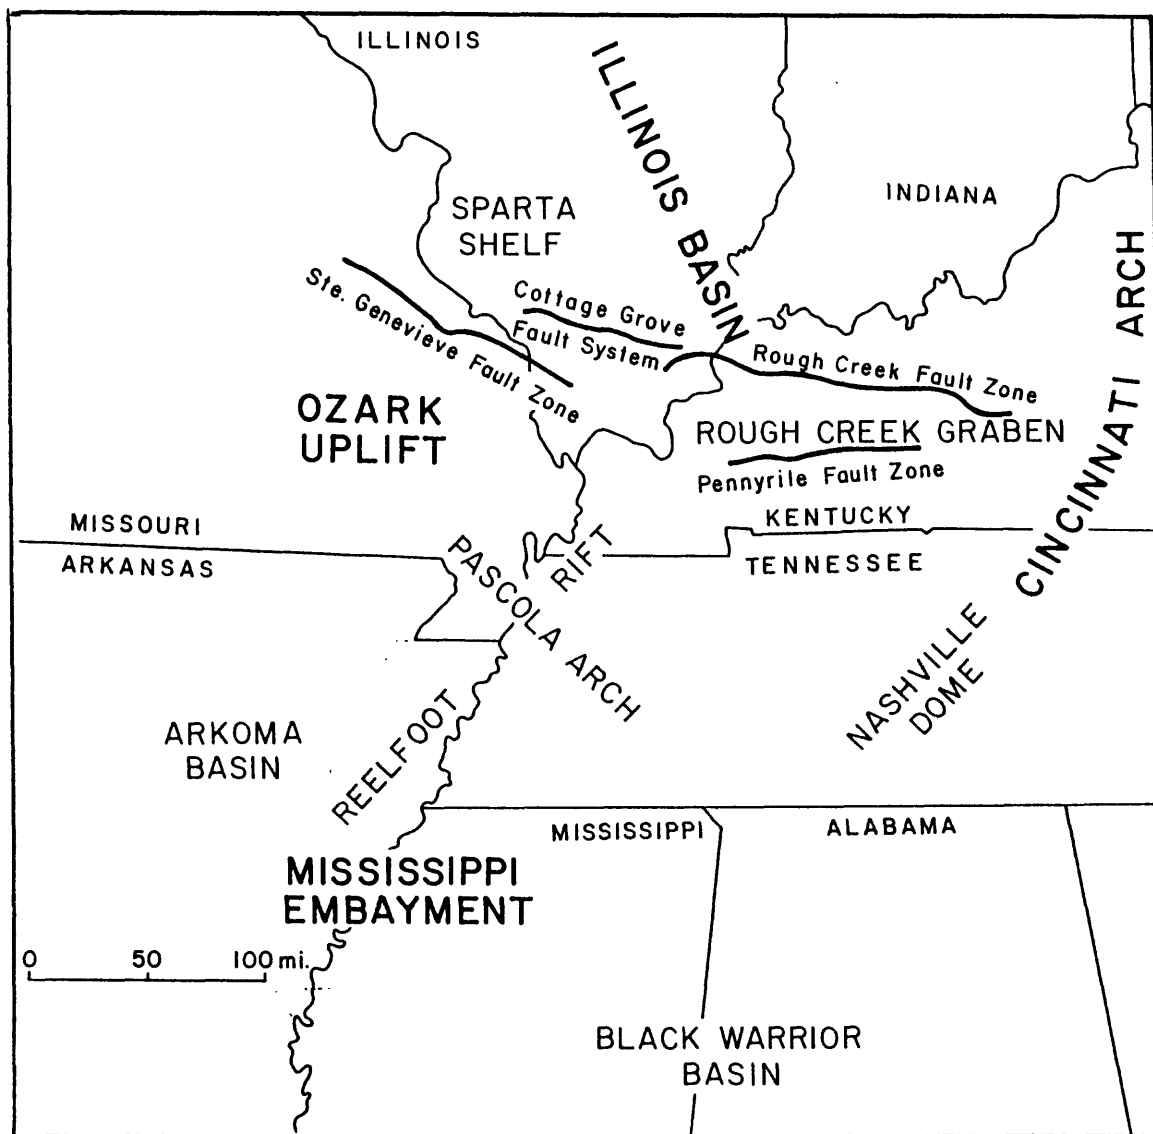 ILLINOIS
ILLINOIS BASIN
INDIANA
SPARTA
SHELF
CINCINNATI ARCH
Ste. Genevieve Fault Zone
Cottage Grove
Fault System
Rough Creek Fault Zone
OZARK
UPLIFT
ROUGH CREEK GRABEN
Pennyrile Fault Zone
MISSOURI
KENTUCKY
ARKANSAS
TENNESSEE
PASCOLA ARCH
REELFOOT RIFT
NASHVILLE
DOME
ARKOMA
BASIN
MISSISSIPPI
ALABAMA
MISSISSIPPI
EMBAYMENT
0 50 100 mi.
BLACK WARRIOR
BASIN